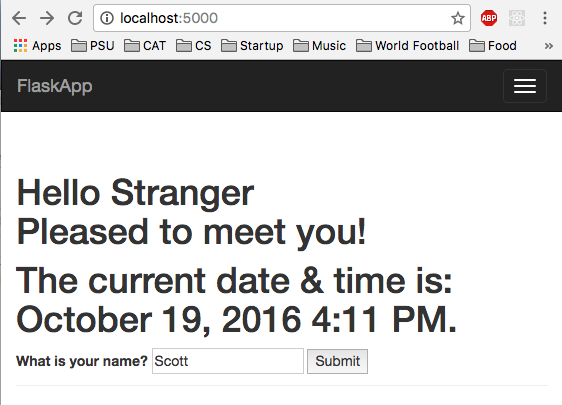 localhost:5000
ABP
Apps PSU CAT CS Startup Music World Football Food »
FlaskApp
Hello Stranger
Pleased to meet you!
The current date & time is:
October 19, 2016 4:11 PM.
What is your name? Scott Submit